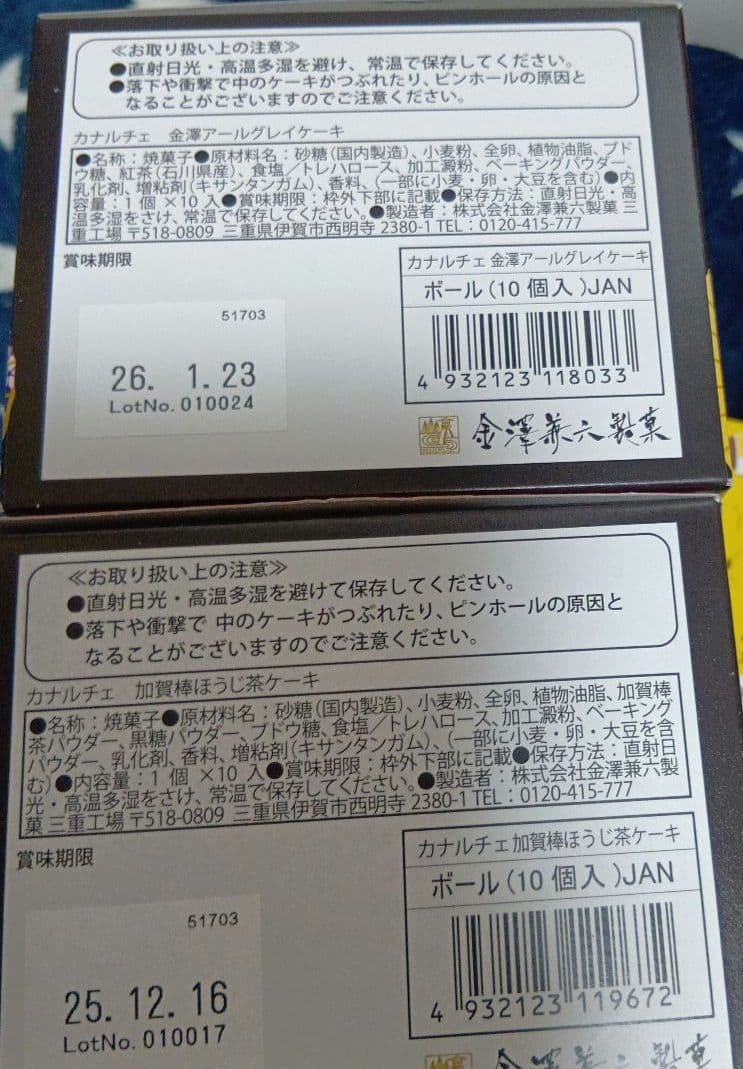 ≪お取り扱い上の注意≫
●直射日光・高温多湿を避け、常温で保存してください。
●落下や衝撃で中のケーキがつぶれたり、ピンホールの原因と
なることがございますのでご注意ください。
カナルチェ 金澤アールグレイケーキ
●名称：焼菓子●原材料名：砂糖（国内製造）、小麦粉、全卵、植物油脂、ブド
ウ糖、紅茶（石川県産）、食塩／トレハロース、加工澱粉、ベーキングパウダー、
乳化剤、増粘剤（キサンタンガム）、香料、（一部に小麦・卵・大豆を含む）●内
容量：1個×10入●賞味期限：枠外下部に記載●保存方法：直射日光・高
温多湿をさけ、常温で保存してください。●製造者：株式会社金澤兼六製菓 三
重工場 〒518-0809 三重県伊賀市西明寺 2380-1 TEL：0120-415-777
賞味期限
51703
26. 1.23
LotNo. 010024
カナルチェ 金澤アールグレイケーキ
ボール（10個入）JAN
4 932123 118033
金澤兼六製菓
≪お取り扱い上の注意≫
●直射日光・高温多湿を避けて保存してください。
●落下や衝撃で 中のケーキがつぶれたり、ピンホールの原因と
なることがございますのでご注意ください。
カナルチェ 加賀棒ほうじ茶ケーキ
●名称：焼菓子●原材料名：砂糖（国内製造）、小麦粉、全卵、植物油脂、加賀棒
茶パウダー、黒糖パウダー、ブドウ糖、食塩／トレハロース、加工澱粉、ベーキング
パウダー、乳化剤、香料、増粘剤（キサンタンガム）、（一部に小麦・卵・大豆を含
む）●内容量：1個 ×10入●賞味期限：枠外下部に記載●保存方法：直射日
光・高温多湿をさけ、常温で保存してください。●製造者：株式会社金澤兼六製
菓 三重工場 〒518-0809 三重県伊賀市西明寺 2380-1 TEL：0120-415-777
賞味期限
51703
25.12.16
LotNo. 010017
カナルチェ 加賀棒ほうじ茶ケーキ
ボール（10個入）JAN
4 932123 119672
金澤兼六製菓